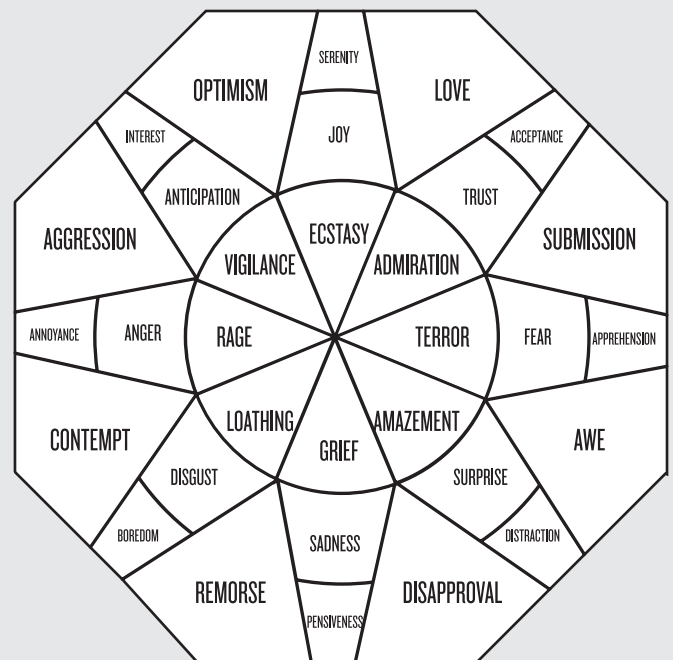 SERENITY
OPTIMISM
LOVE
INTEREST
JOY
ACCEPTANCE
ANTICIPATION
TRUST
AGGRESSION
ECSTASY
SUBMISSION
VIGILANCE
ADMIRATION
ANNOYANCE
ANGER
RAGE
TERROR
FEAR
APPREHENSION
LOATHING
AMAZEMENT
CONTEMPT
GRIEF
AWE
DISGUST
SURPRISE
BOREDOM
SADNESS
DISTRACTION
REMORSE
DISAPPROVAL
PENSIVENESS